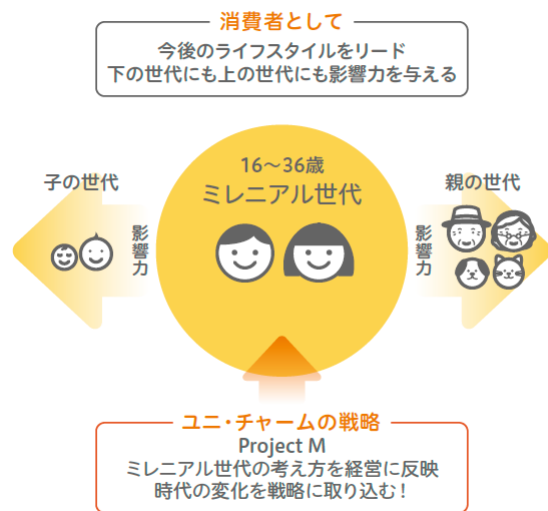 消費者として
今後のライフスタイルをリード
下の世代にも上の世代にも影響力を与える
16～36歳
ミレニアル世代
子の世代
影響力
親の世代
影響力
ユニ・チャームの戦略
Project M
ミレニアル世代の考え方を経営に反映
時代の変化を戦略に取り込む！